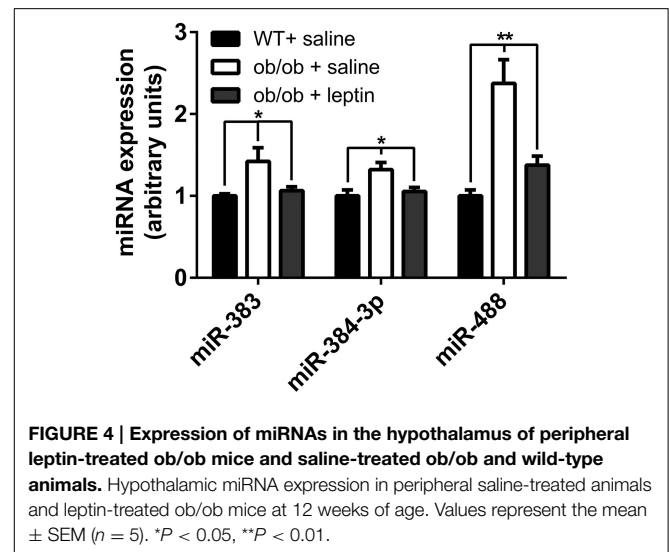 3
2
1
0
miRNA expression
(arbitrary units)
WT+ saline
ob/ob + saline
ob/ob + leptin
*
*
**
miR-383
miR-384-3p
miR-488
FIGURE 4 | Expression of miRNAs in the hypothalamus of peripheral
leptin-treated ob/ob mice and saline-treated ob/ob and wild-type
animals. Hypothalamic miRNA expression in peripheral saline-treated animals
and leptin-treated ob/ob mice at 12 weeks of age. Values represent the mean
± SEM (n = 5). *P < 0.05, **P < 0.01.